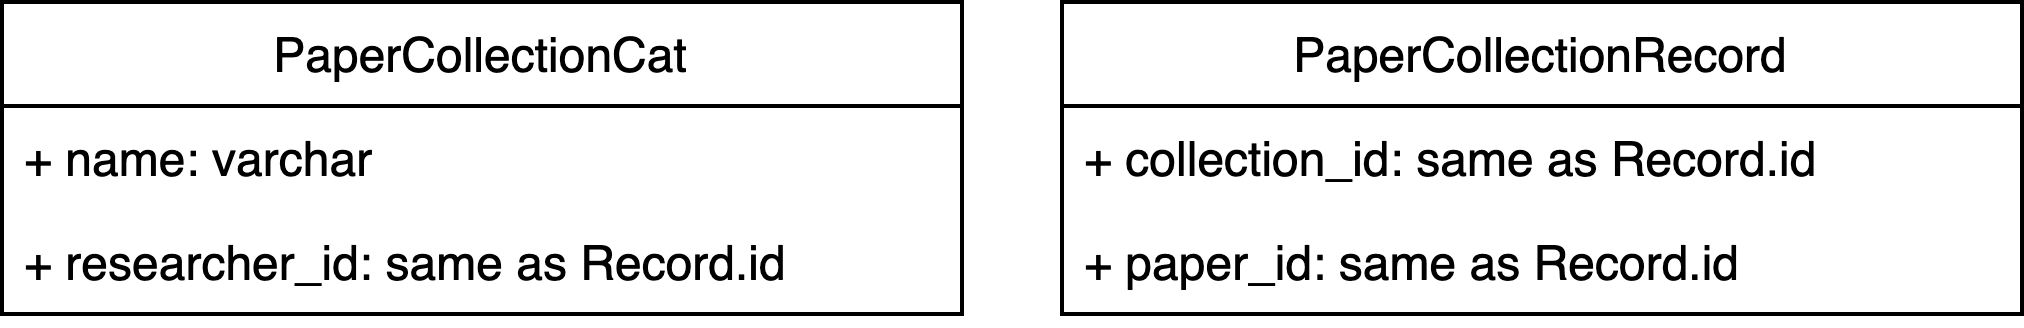 PaperCollectionCat
+ name: varchar
+ researcher_id: same as Record.id
PaperCollectionRecord
+ collection_id: same as Record.id
+ paper_id: same as Record.id